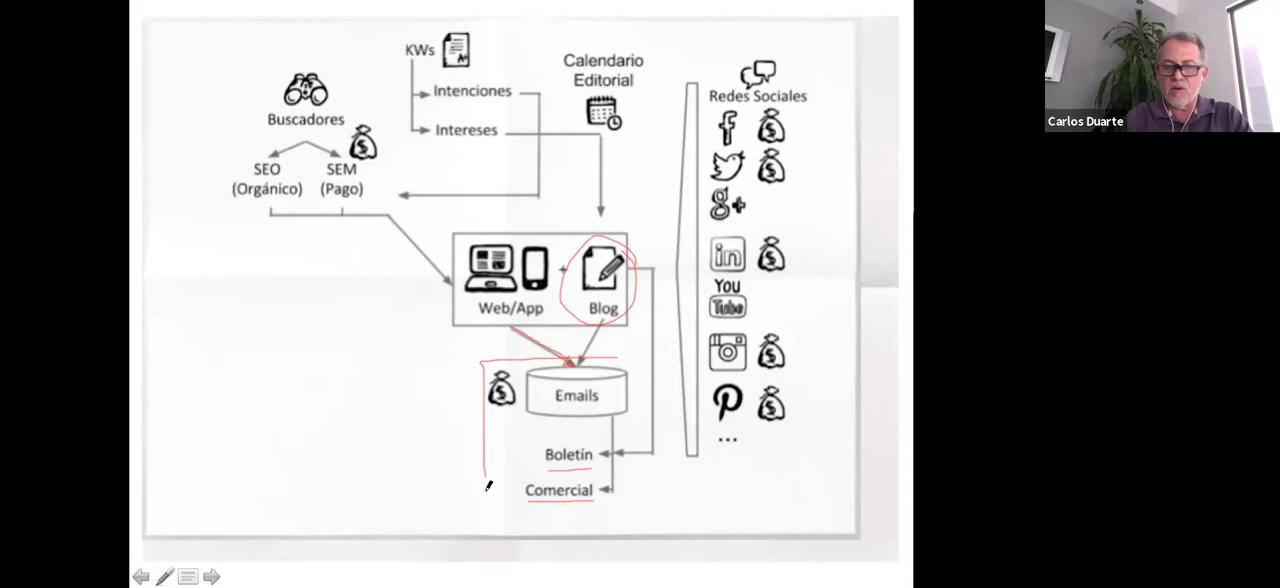 KWs
A+
Intenciones
Intereses
Calendario
Editorial
Buscadores
SEO
(Orgánico)
SEM
(Pago)
$
Web/App
+
Blog
$
Emails
Boletín
Comercial
Redes Sociales
f
$
$
g+
in
$
You
Tube
$
$
...
Carlos Duarte